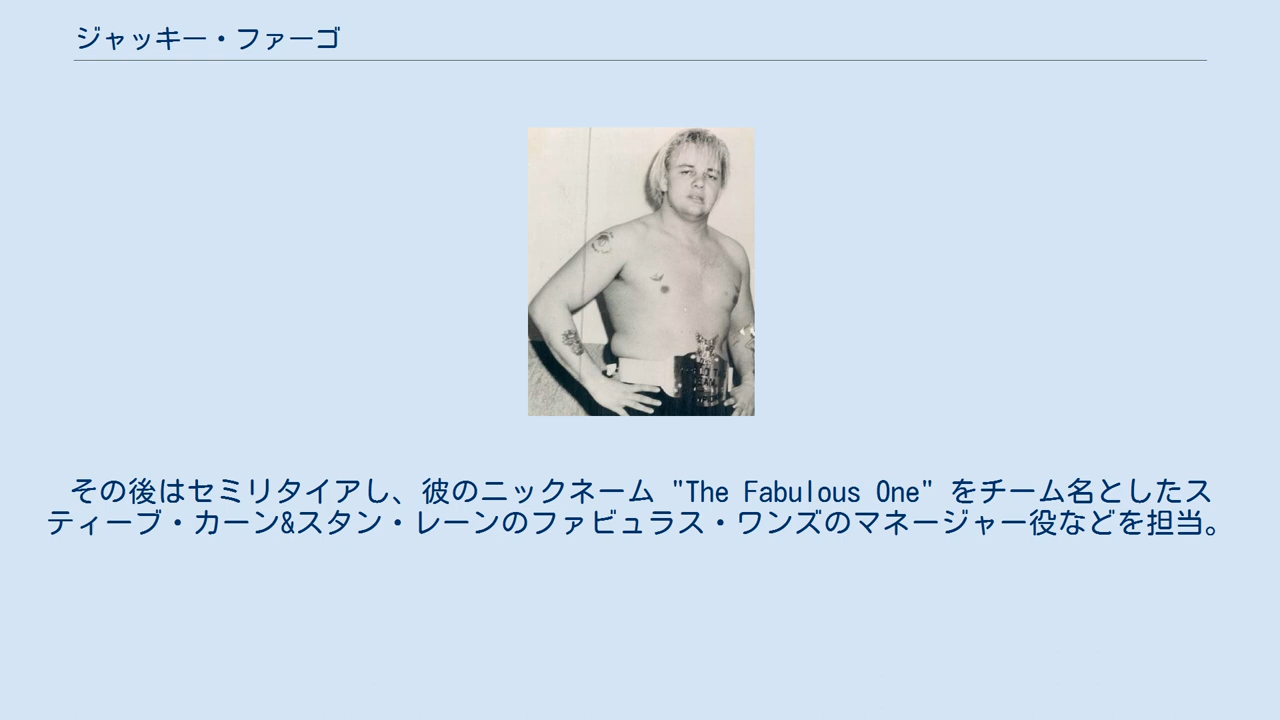 ジャッキー・ファーゴ
その後はセミリタイアし、彼のニックネーム "The Fabulous One" をチーム名としたス
ティーブ・カーン&スタン・レーンのファビュラス・ワンズのマネージャー役などを担当。